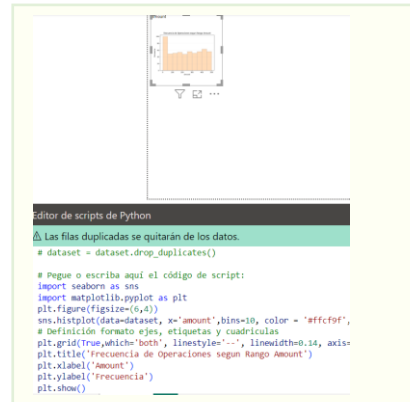 Amount
Editor de scripts de Python
Las filas duplicadas se quitarán de los datos.
# dataset = dataset.drop_duplicates()
# Pegue o escriba aquí el código de script:
import seaborn as sns
import matplotlib.pyplot as plt
plt.figure(figsize=(6,4))
sns.histplot(data=dataset, x='amount',bins=10, color = '#ffcf9f',
# Definición formato ejes, etiquetas y cuadriculas
plt.grid(True,which='both', linestyle='--', linewidth=0.14, axis=
plt.title('Frecuencia de Operaciones segun Rango Amount')
plt.xlabel('Amount')
plt.ylabel('Frecuencia')
plt.show()